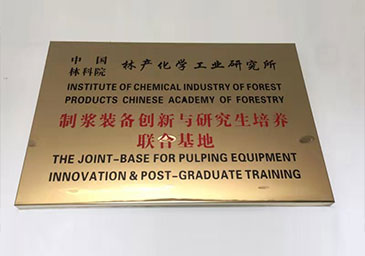 中国
林科院 林产化学工业研究所
INSTITUTE OF CHEMICAL INDUSTRY OF FOREST
PRODUCTS CHINESE ACADEMY OF FORESTRY
制浆装备创新与研究生培养
联合基地
THE JOINT-BASE FOR PULPING EQUIPMENT
INNOVATION & POST-GRADUATE TRAINING